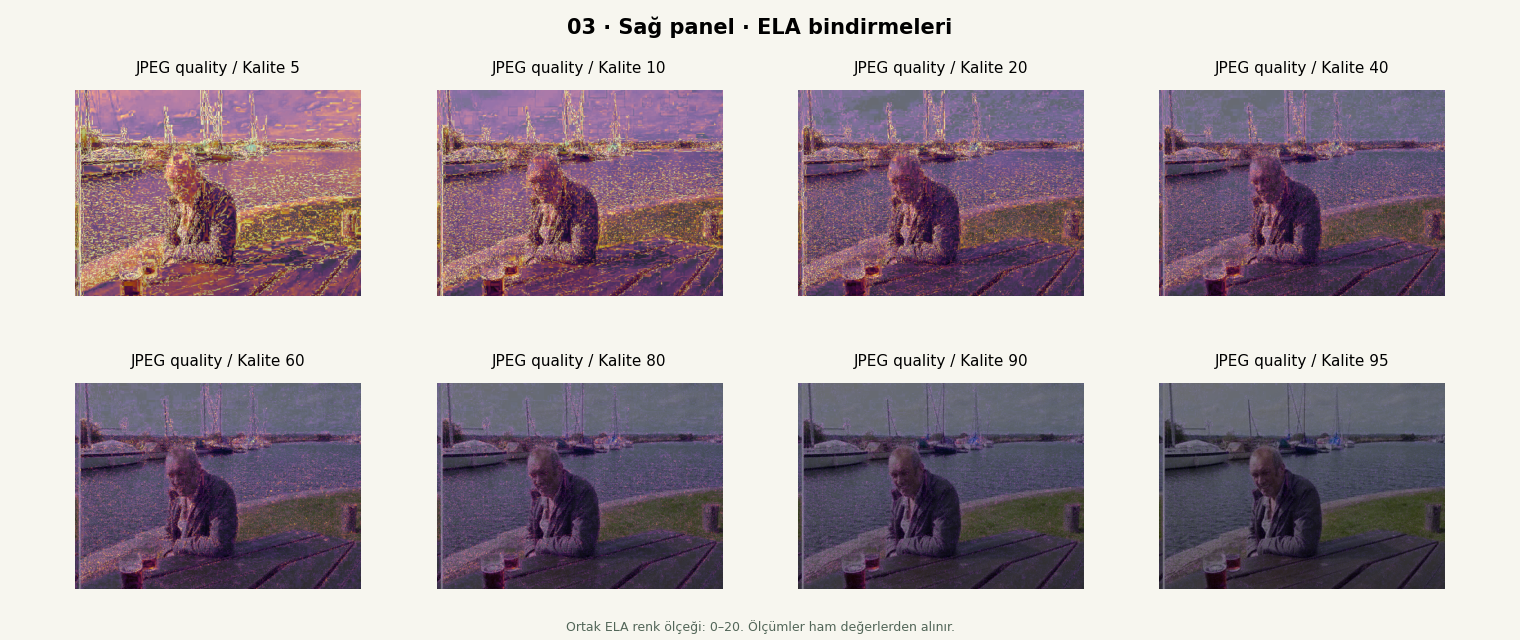 03 · Sağ panel · ELA bindirmeleri
JPEG quality / Kalite 5
JPEG quality / Kalite 10
JPEG quality / Kalite 20
JPEG quality / Kalite 40
JPEG quality / Kalite 60
JPEG quality / Kalite 80
JPEG quality / Kalite 90
JPEG quality / Kalite 95
Ortak ELA renk ölçeği: 0–20. Ölçümler ham değerlerden alınır.